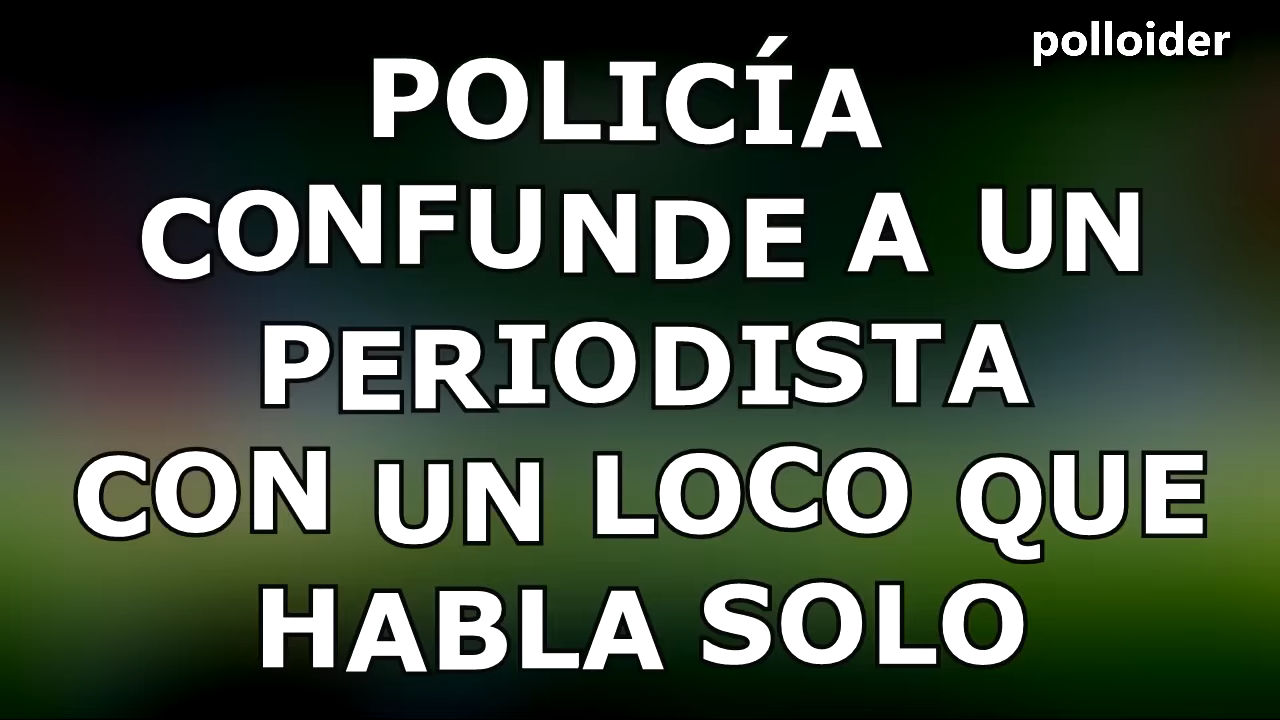 polloider
POLICÍA
CONFUNDE A UN
PERIODISTA
CON UN LOCO QUE
HABLA SOLO